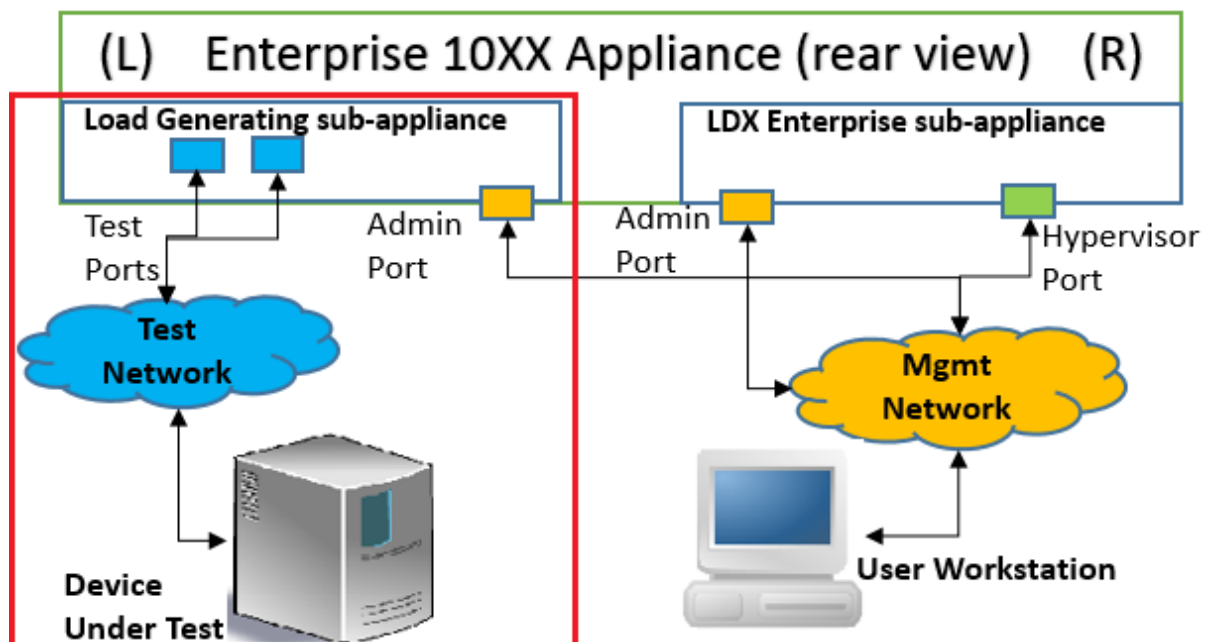 (L) Enterprise 10XX Appliance (rear view) (R)
Load Generating sub-appliance
LDX Enterprise sub-appliance
Test
Ports
Admin
Port
Admin
Port
Hypervisor
Port
Test
Network
Mgmt
Network
Device
Under Test
User Workstation